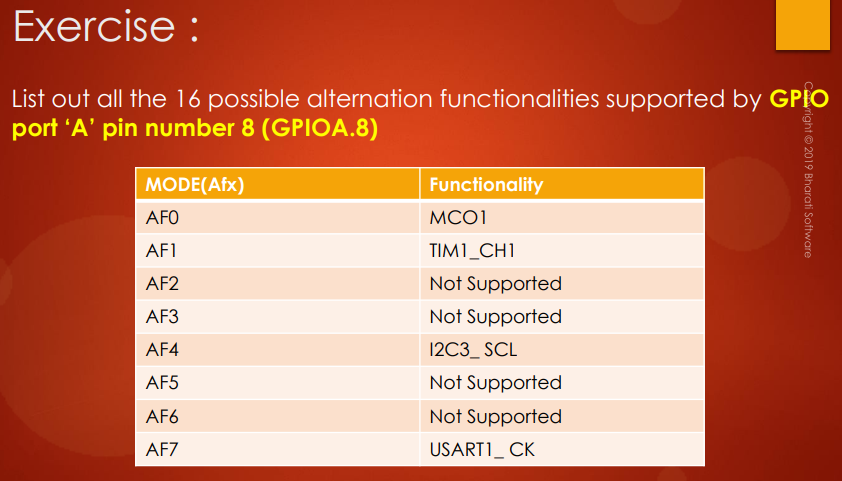 Exercise :
List out all the 16 possible alternation functionalities supported by GPIO
port ‘A’ pin number 8 (GPIOA.8)
MODE(Afx) Functionality
AF0 MCO1
AF1 TIM1_CH1
AF2 Not Supported
AF3 Not Supported
AF4 I2C3_ SCL
AF5 Not Supported
AF6 Not Supported
AF7 USART1_ CK
Copyright © 2019 Bharati Software